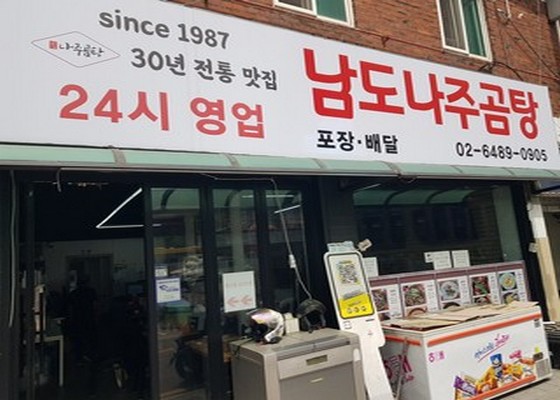 since 1987
나주곰탕
30년 전통 맛집
24시 영업
남도나주곰탕
포장·배달
02-6489-0905